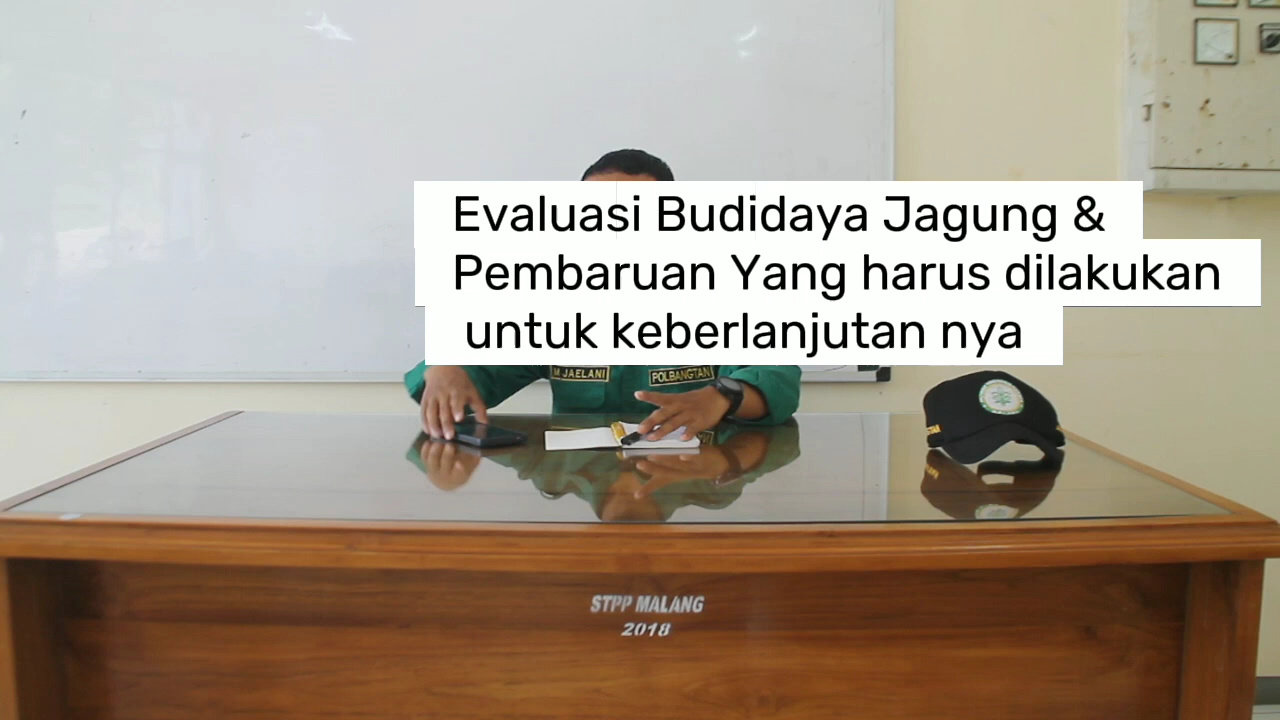 Evaluasi Budidaya Jagung &
Pembaruan Yang harus dilakukan
untuk keberlanjutan nya
M JAELANI
POLBANGTAN
STPP MALANG
2018